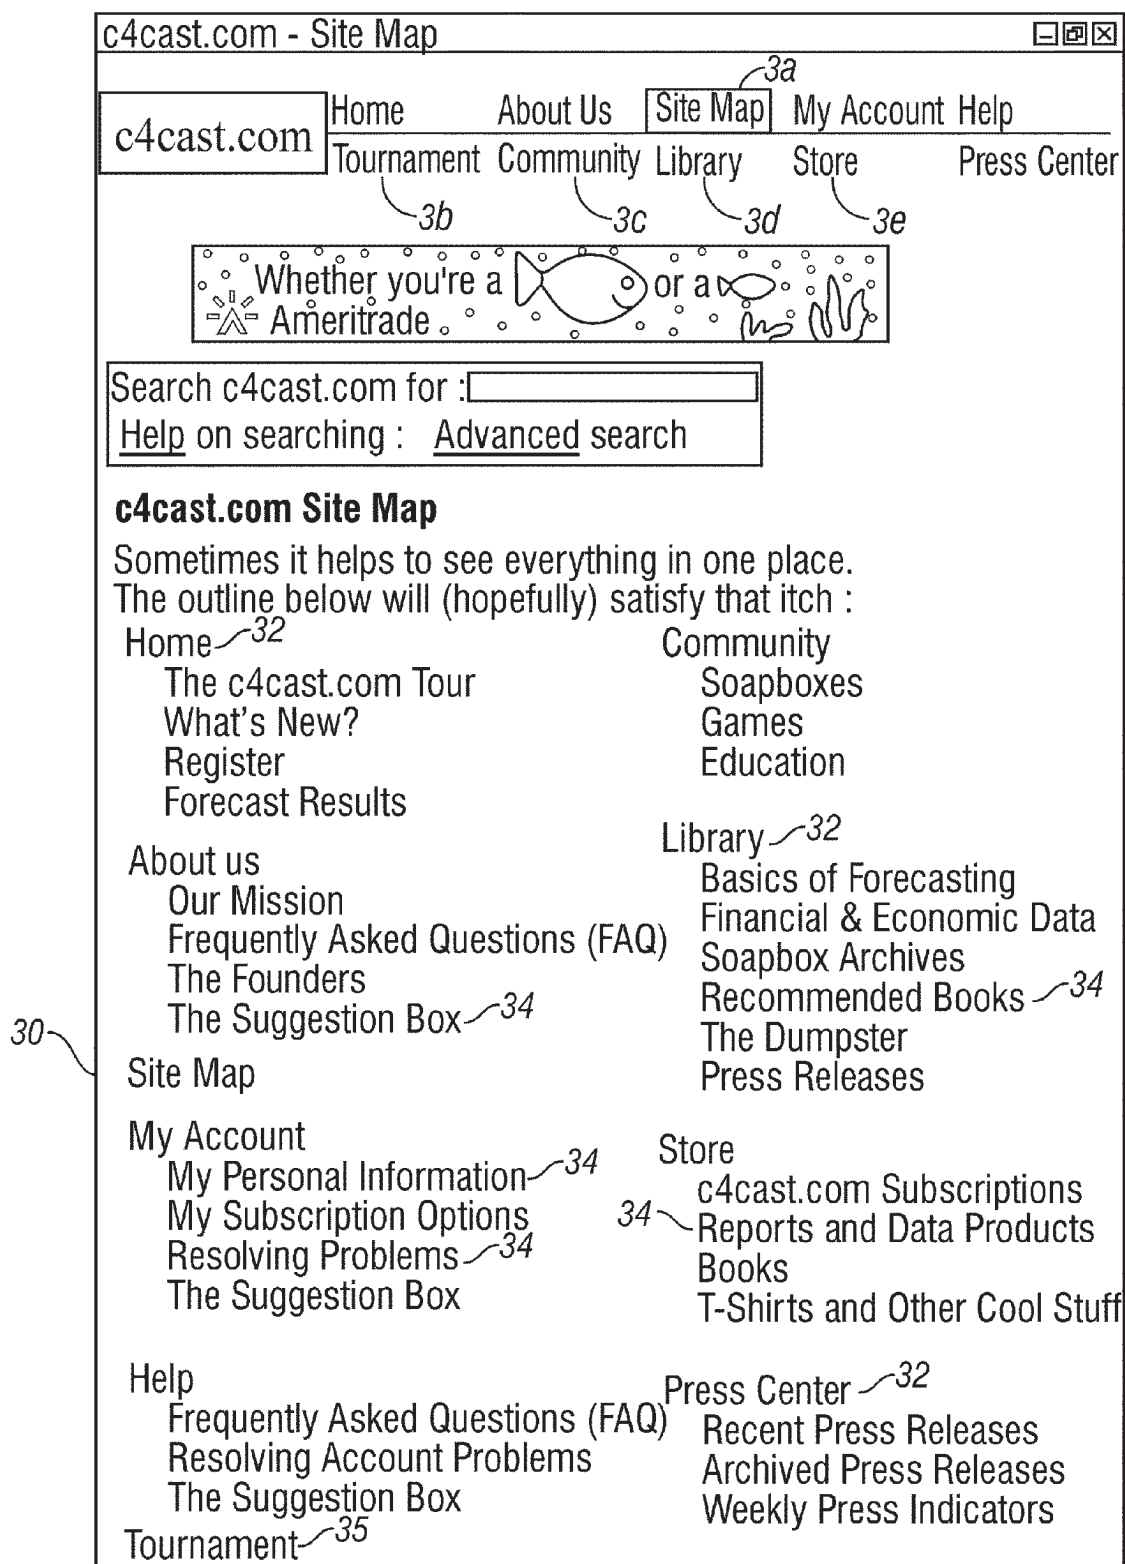 c4cast.com - Site Map
3a
c4cast.com
Home About Us Site Map My Account Help
Tournament Community Library Store Press Center
3b 3c 3d 3e
Whether you're a or a
Ameritrade
Search c4cast.com for :
Help on searching : Advanced search
c4cast.com Site Map
Sometimes it helps to see everything in one place.
The outline below will (hopefully) satisfy that itch :
Home 32
The c4cast.com Tour
What's New?
Register
Forecast Results
About us
Our Mission
Frequently Asked Questions (FAQ)
The Founders
The Suggestion Box 34
30
Site Map
My Account
My Personal Information 34
My Subscription Options
Resolving Problems 34
The Suggestion Box
Help
Frequently Asked Questions (FAQ)
Resolving Account Problems
The Suggestion Box
Tournament 35
Community
Soapboxes
Games
Education
Library 32
Basics of Forecasting
Financial & Economic Data
Soapbox Archives
Recommended Books 34
The Dumpster
Press Releases
Store
c4cast.com Subscriptions
34 Reports and Data Products
Books
T-Shirts and Other Cool Stuff
Press Center 32
Recent Press Releases
Archived Press Releases
Weekly Press Indicators